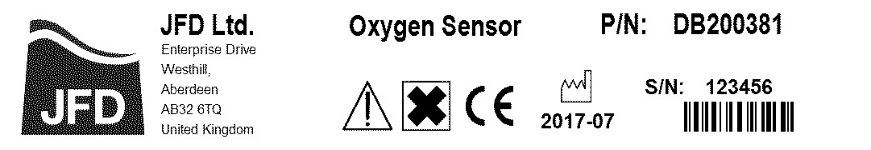 JFD
JFD Ltd.
Enterprise Drive
Westhill,
Aberdeen
AB32 6TQ
United Kingdom
Oxygen Sensor
CE
2017-07
P/N: DB200381
S/N: 123456